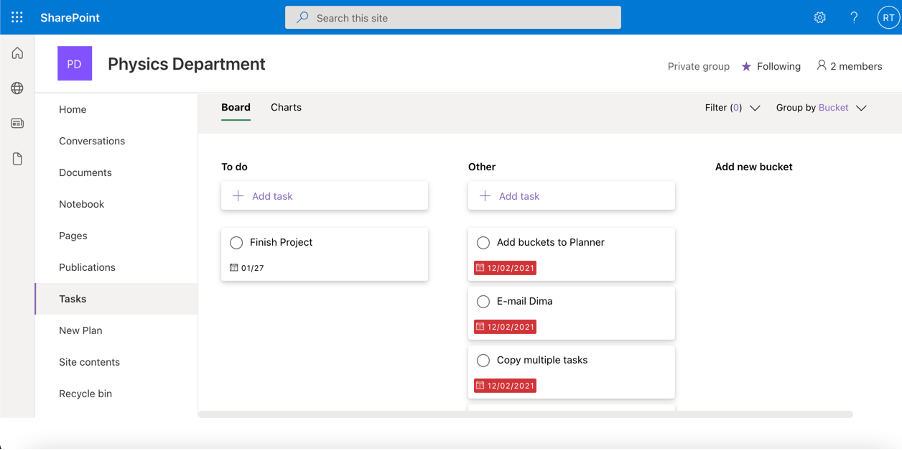 SharePoint
Search this site
?
RT
PD
Physics Department
Private group
Following
2 members
Home
Conversations
Documents
Notebook
Pages
Publications
Tasks
New Plan
Site contents
Recycle bin
Board
Charts
Filter (0)
Group by Bucket
To do
Add task
Finish Project
01/27
Other
Add task
Add buckets to Planner
12/02/2021
E-mail Dima
12/02/2021
Copy multiple tasks
12/02/2021
Add new bucket